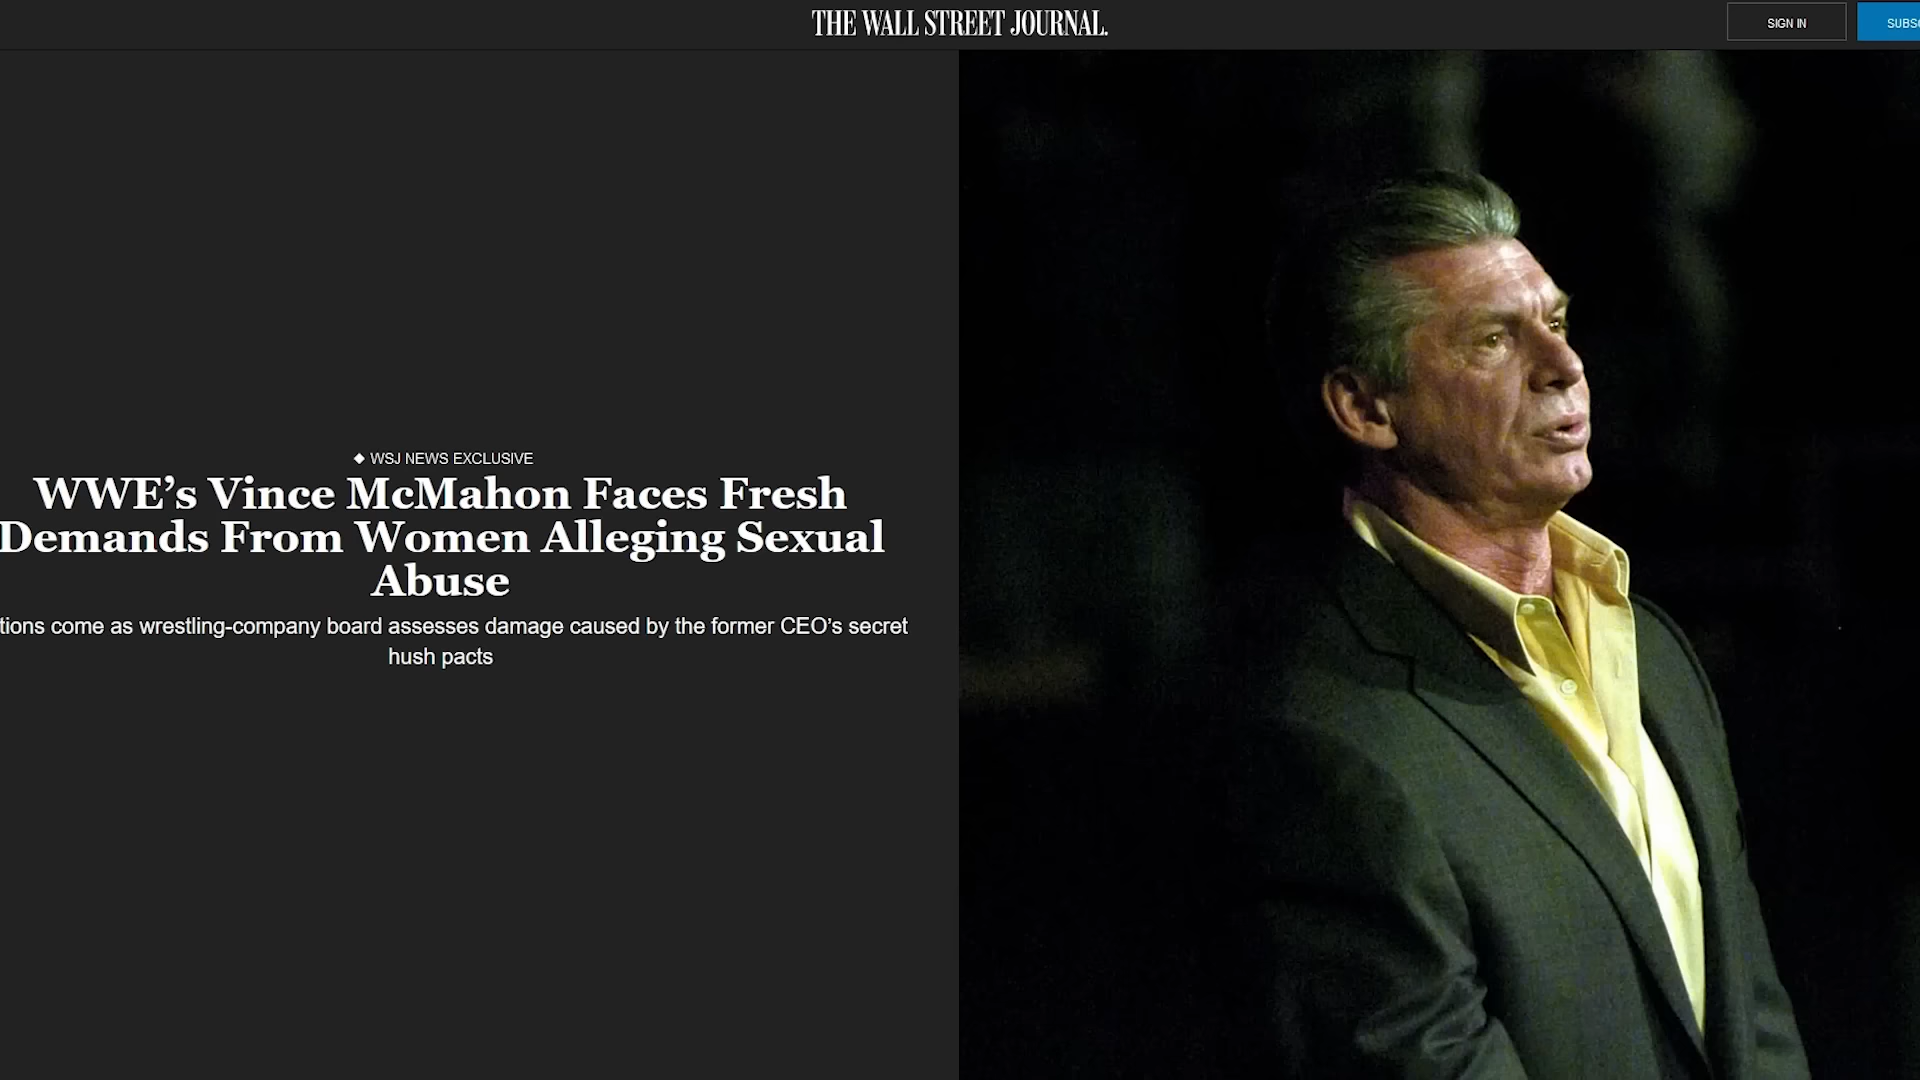 THE WALL STREET JOURNAL.
SIGN IN
◆ WSJ NEWS EXCLUSIVE
WWE’s Vince McMahon Faces Fresh
Demands From Women Alleging Sexual
Abuse
tions come as wrestling-company board assesses damage caused by the former CEO’s secret
hush pacts